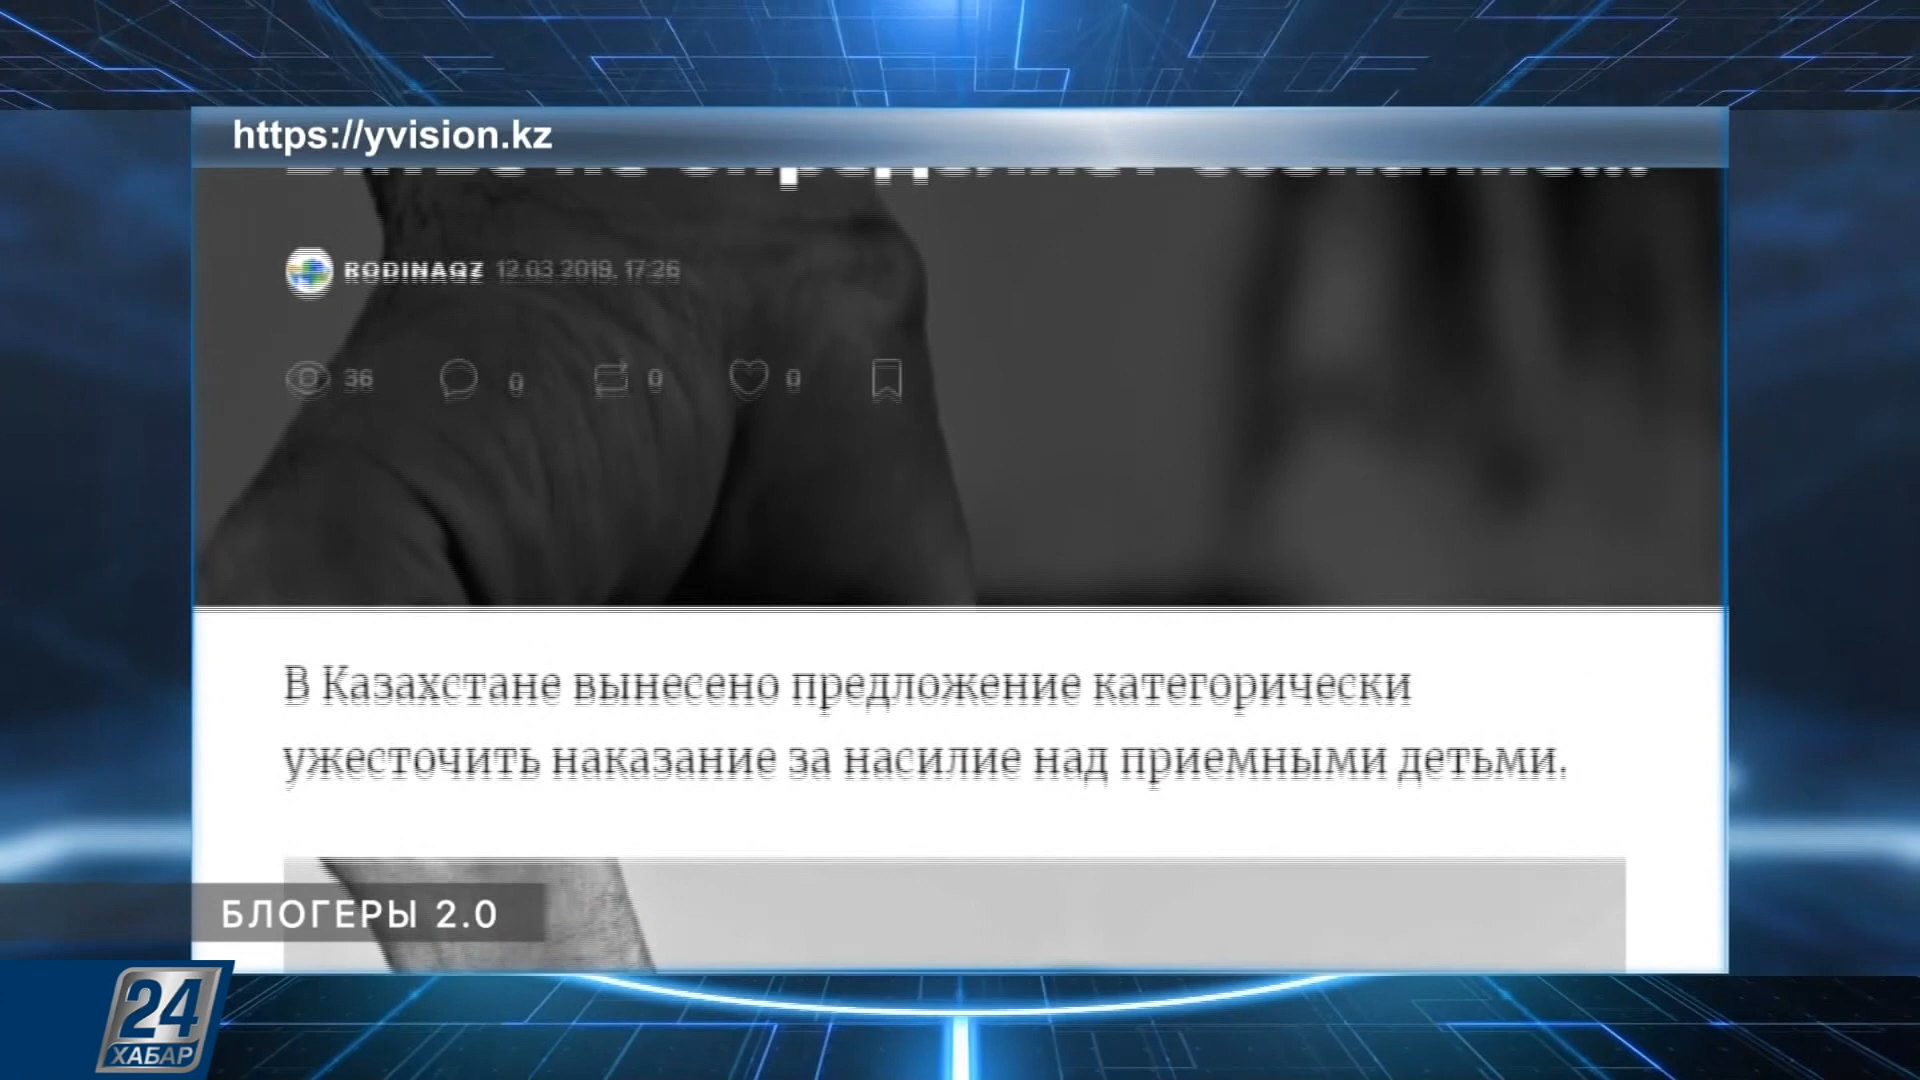 https://yvision.kz
RODINAQZ 12.03.2019, 17:26
36 0 0 0
В Казахстане вынесено предложение категорически
ужесточить наказание за насилие над приемными детьми.
БЛОГЕРЫ 2.0
24
ХАБАР